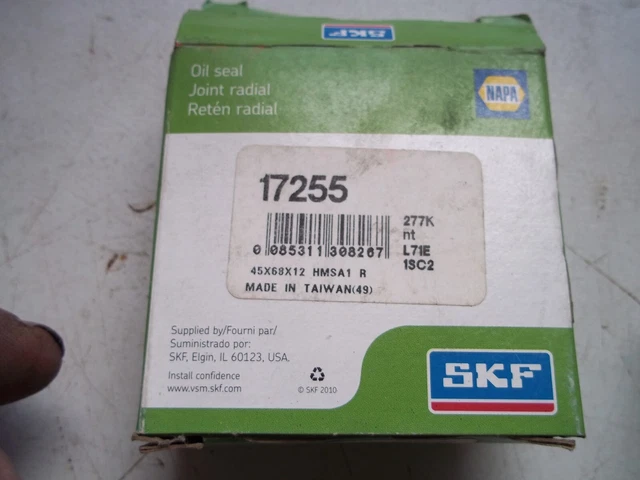 SKF
Oil seal
Joint radial
Retén radial
NAPA
17255
0 085311 308267
277K
nt
L71E
1SC2
45X68X12 HMSA1 R
MADE IN TAIWAN(49)
Supplied by/Fourni par/
Suministrado por:
SKF, Elgin, IL 60123, USA.
Install confidence
www.vsm.skf.com
© SKF 2010
SKF